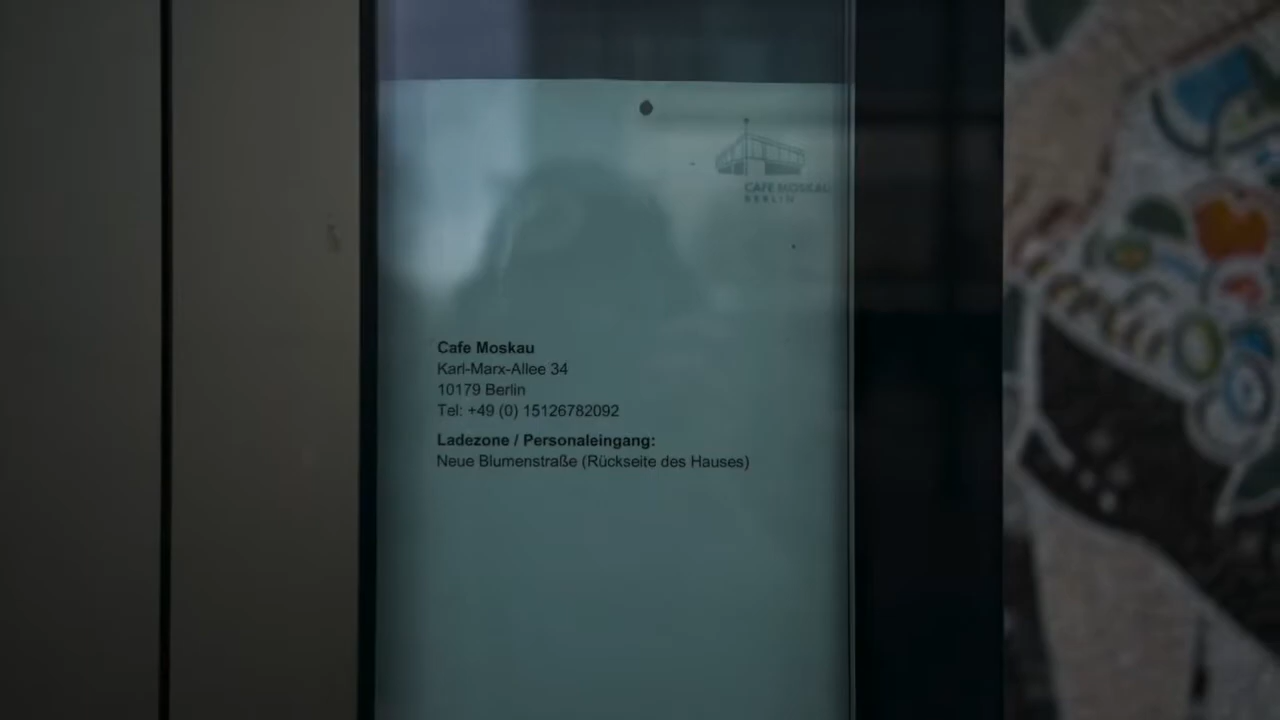 CAFE MOSKAU
BERLIN
Cafe Moskau
Karl-Marx-Allee 34
10179 Berlin
Tel: +49 (0) 15126782092
Ladezone / Personaleingang:
Neue Blumenstraße (Rückseite des Hauses)